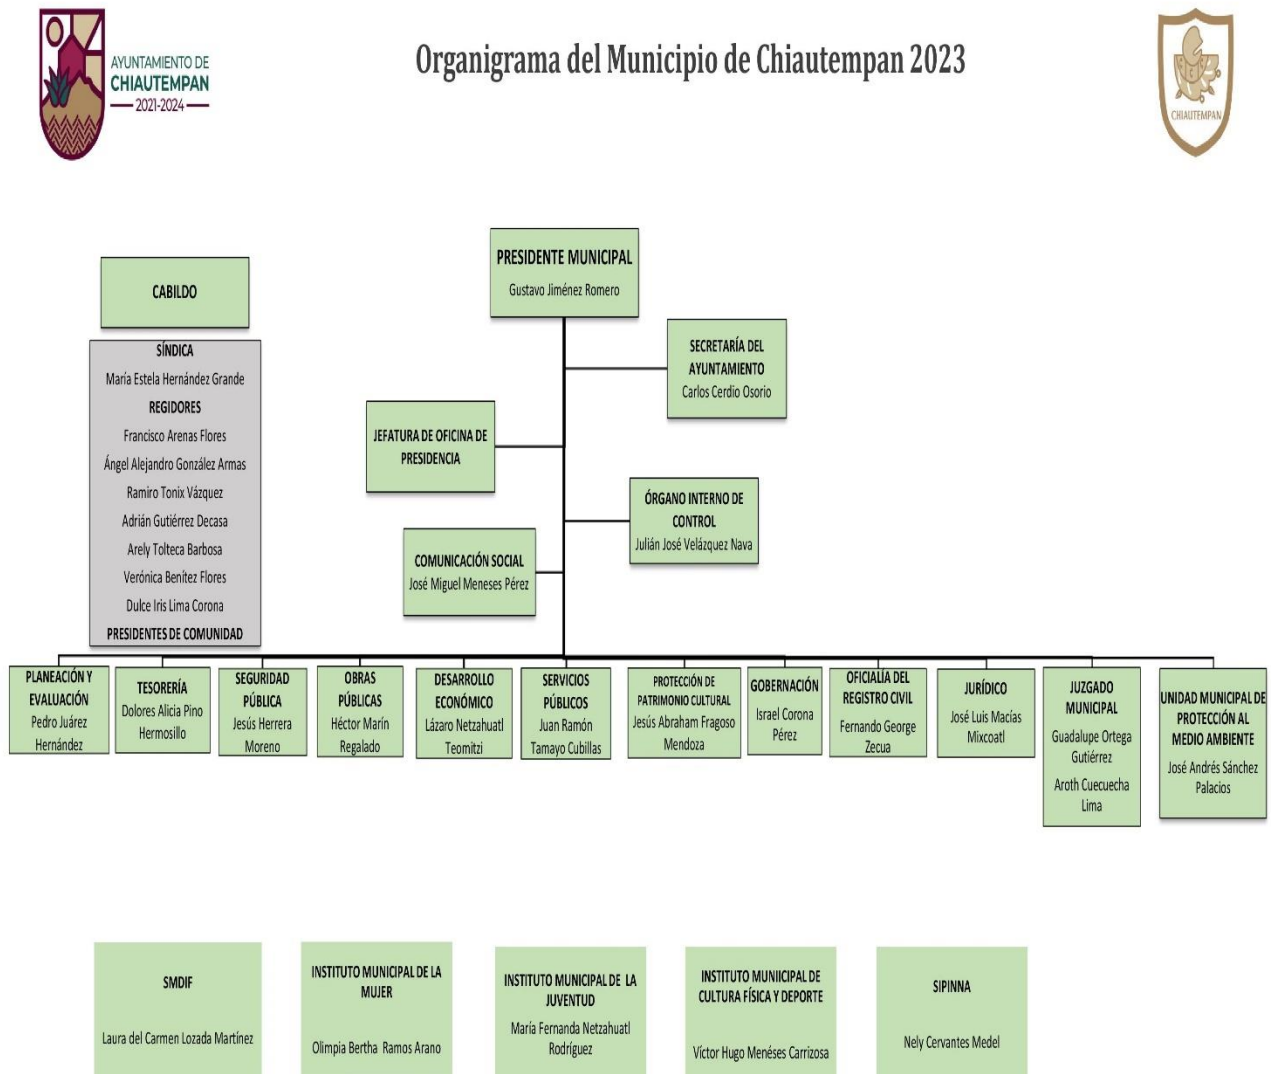 AYUNTAMIENTO DE
CHIAUTEMPAN
2021-2024
Organigrama del Municipio de Chiautempan 2023
CHIAUTEMPAN
PRESIDENTE MUNICIPAL
Gustavo Jiménez Romero
CABILDO
SÍNDICA
María Estela Hernández Grande
REGIDORES
Francisco Arenas Flores
Ángel Alejandro González Armas
Ramiro Tonix Vázquez
Adrián Gutiérrez Decasa
Arely Tolteca Barbosa
Verónica Benítez Flores
Dulce Iris Lima Corona
PRESIDENTES DE COMUNIDAD
SECRETARÍA DEL
AYUNTAMIENTO
Carlos Cerdio Osorio
JEFATURA DE OFICINA DE
PRESIDENCIA
ÓRGANO INTERNO DE
CONTROL
Julián José Velázquez Nava
COMUNICACIÓN SOCIAL
José Miguel Meneses Pérez
PLANEACIÓN Y
EVALUACIÓN
Pedro Juárez
Hernández
TESORERÍA
Dolores Alicia Pino
Hermosillo
SEGURIDAD
PÚBLICA
Jesús Herrera
Moreno
OBRAS
PÚBLICAS
Héctor Marín
Regalado
DESARROLLO
ECONÓMICO
Lázaro Netzahuatl
Teomitzi
SERVICIOS
PÚBLICOS
Juan Ramón
Tamayo Cubillas
PROTECCIÓN DE
PATRIMONIO CULTURAL
Jesús Abraham Fragoso
Mendoza
GOBERNACIÓN
Israel Corona
Pérez
OFICIALÍA DEL
REGISTRO CIVIL
Fernando George
Zecua
JURÍDICO
José Luis Macías
Mixcoatl
JUZGADO
MUNICIPAL
Guadalupe Ortega
Gutiérrez
Aroth Cuecuecha
Lima
UNIDAD MUNICIPAL DE
PROTECCIÓN AL
MEDIO AMBIENTE
José Andrés Sánchez
Palacios
SMDIF
Laura del Carmen Lozada Martínez
INSTITUTO MUNICIPAL DE LA
MUJER
Olimpia Bertha Ramos Arano
INSTITUTO MUNICIPAL DE LA
JUVENTUD
María Fernanda Netzahuatl
Rodríguez
INSTITUTO MUNIICIPAL DE
CULTURA FÍSICA Y DEPORTE
Víctor Hugo Menéses Carrizosa
SIPINNA
Nely Cervantes Medel